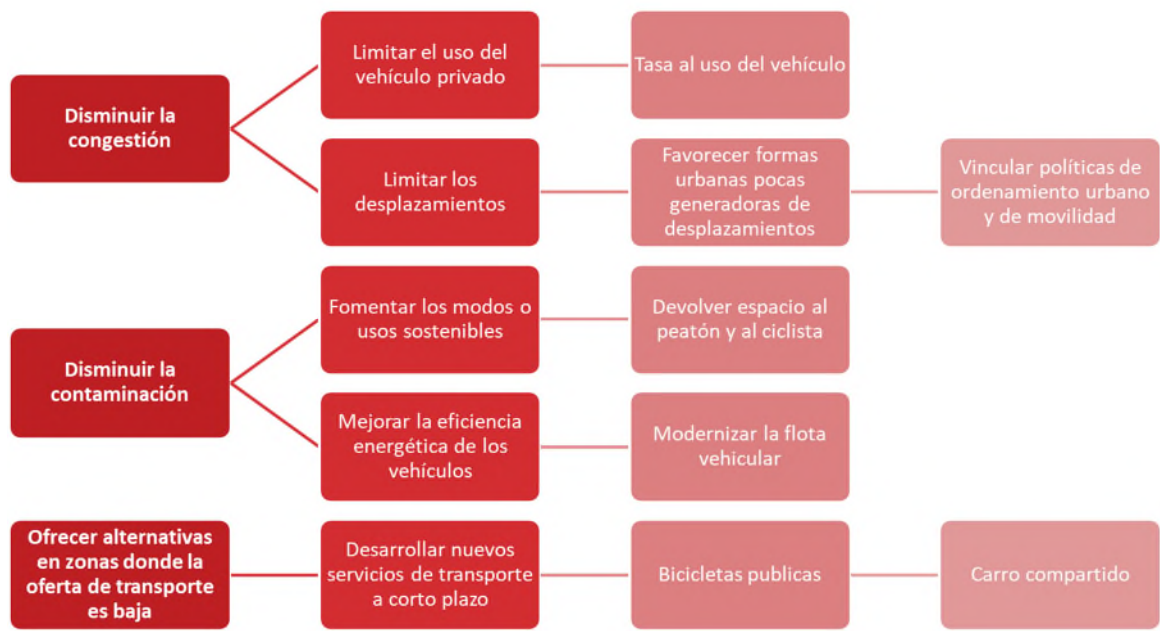 Disminuir la
congestión
Limitar el uso del
vehículo privado
Tasa al uso del vehículo
Limitar los
desplazamientos
Favorecer formas
urbanas pocas
generadoras de
desplazamientos
Vincular políticas de
ordenamiento urbano
y de movilidad
Disminuir la
contaminación
Fomentar los modos o
usos sostenibles
Devolver espacio al
peatón y al ciclista
Mejorar la eficiencia
energética de los
vehículos
Modernizar la flota
vehicular
Ofrecer alternativas
en zonas donde la
oferta de transporte
es baja
Desarrollar nuevos
servicios de transporte
a corto plazo
Bicicletas publicas
Carro compartido